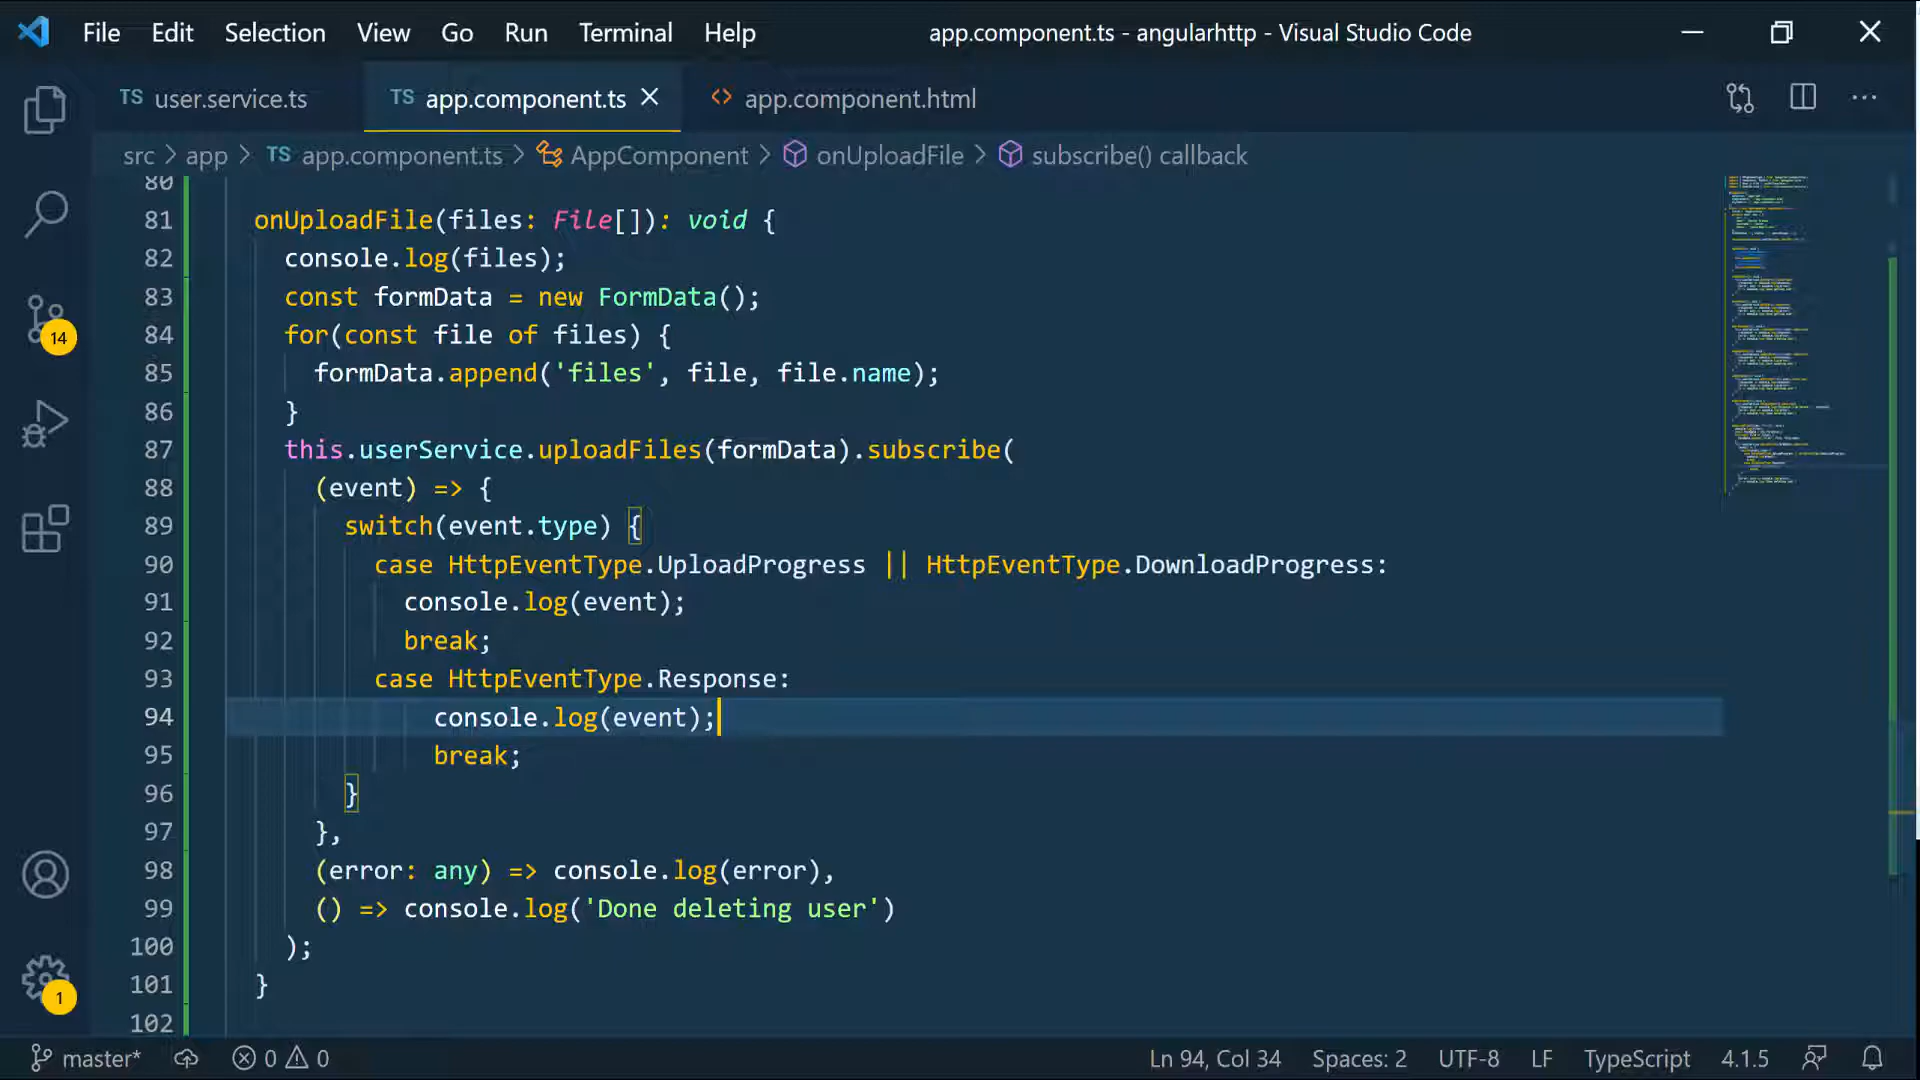 File Edit Selection View Go Run Terminal Help app.component.ts - angularhttp - Visual Studio Code
TS user.service.ts TS app.component.ts app.component.html
src > app > TS app.component.ts > AppComponent > onUploadFile > subscribe() callback
80
81 onUploadFile(files: File[]): void {
82 console.log(files);
83 const formData = new FormData();
84 for(const file of files) {
85 formData.append('files', file, file.name);
86 }
87 this.userService.uploadFiles(formData).subscribe(
88 (event) => {
89 switch(event.type) {
90 case HttpEventType.UploadProgress || HttpEventType.DownloadProgress:
91 console.log(event);
92 break;
93 case HttpEventType.Response:
94 console.log(event);
95 break;
96 }
97 },
98 (error: any) => console.log(error),
99 () => console.log('Done deleting user')
100 );
101 }
102
14
1
master* 0 0 Ln 94, Col 34 Spaces: 2 UTF-8 LF TypeScript 4.1.5